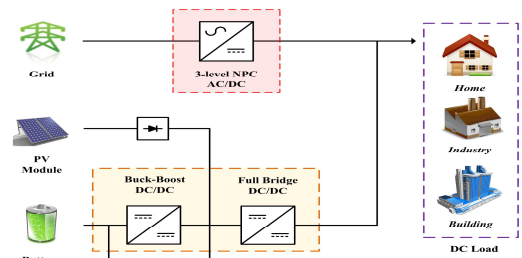 Grid
3-level NPC
AC/DC
Home
PV
Module
Industry
Buck-Boost
DC/DC
Full Bridge
DC/DC
Building
DC Load